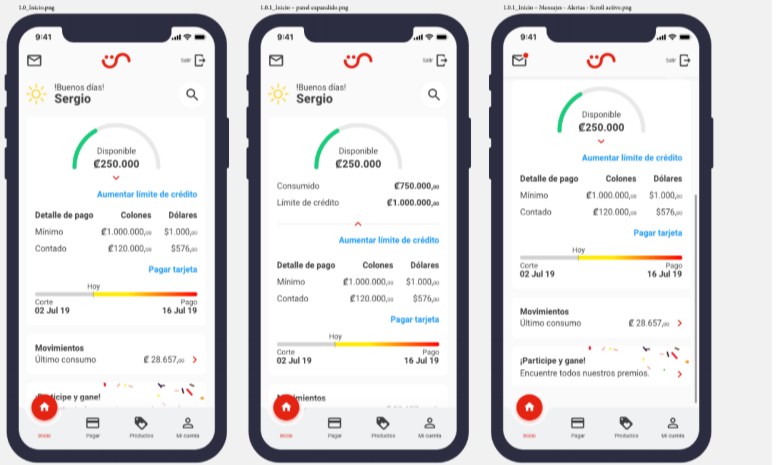 1.0_Inicio.png
9:41
Salir
!Buenos días!
Sergio
Disponible
₡250.000
Aumentar límite de crédito
Detalle de pago Colones Dólares
Mínimo ₡1.000.000,00 $1.000,00
Contado ₡120.000,00 $576,00
Pagar tarjeta
Hoy
Corte Pago
02 Jul 19 16 Jul 19
Movimientos
Último consumo ₡ 28.657,00
ticipe y gane!
Inicio Pagar Productos Mi cuenta
1.0.1_Inicio – panel expandido.png
9:41
Salir
!Buenos días!
Sergio
Disponible
₡250.000
Consumido ₡750.000,00
Límite de crédito ₡1.000.000,00
Aumentar límite de crédito
Detalle de pago Colones Dólares
Mínimo ₡1.000.000,00 $1.000,00
Contado ₡120.000,00 $576,00
Pagar tarjeta
Hoy
Corte Pago
02 Jul 19 16 Jul 19
imientos
Inicio Pagar Productos Mi cuenta
1.0.1_Inicio – Mensajes - Alertas - Scroll activo.png
9:41
Salir
Disponible
₡250.000
Aumentar límite de crédito
Detalle de pago Colones Dólares
Mínimo ₡1.000.000,00 $1.000,00
Contado ₡120.000,00 $576,00
Pagar tarjeta
Hoy
Corte Pago
02 Jul 19 16 Jul 19
Movimientos
Último consumo ₡ 28.657,00
¡Participe y gane!
Encuentre todos nuestros premios.
Inicio Pagar Productos Mi cuenta